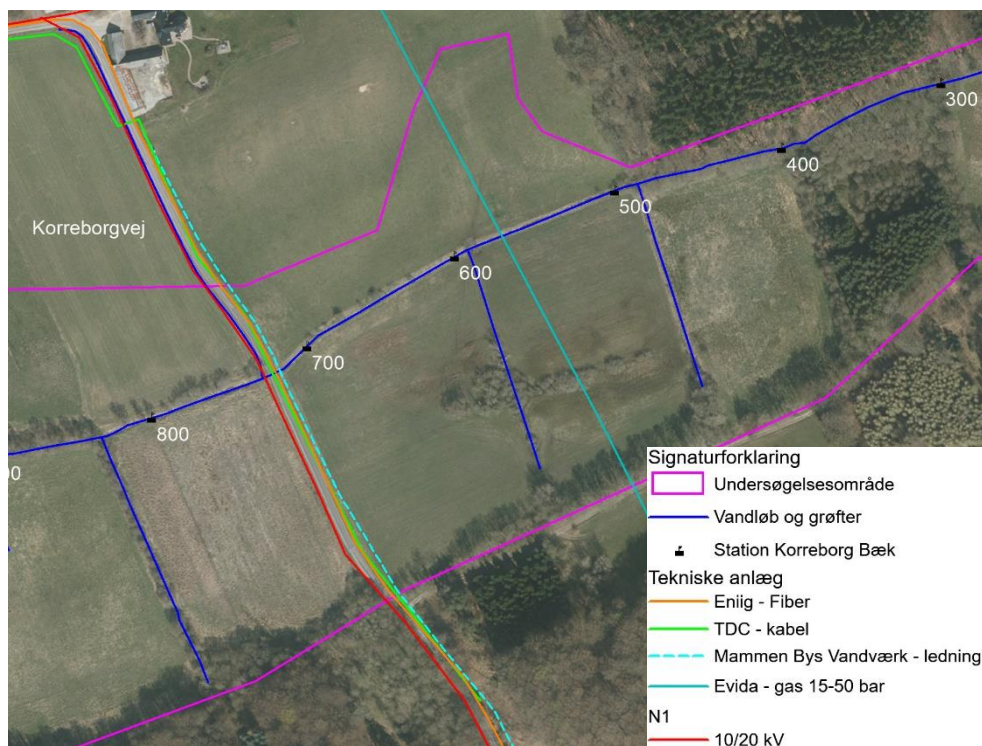 300
400
500
Korreborgvej
600
700
800
00
Signaturforklaring
Undersøgelsesområde
Vandløb og grøfter
Station Korreborg Bæk
Tekniske anlæg
Eniig - Fiber
TDC - kabel
Mammen Bys Vandværk - ledning
Evida - gas 15-50 bar
N1
10/20 kV